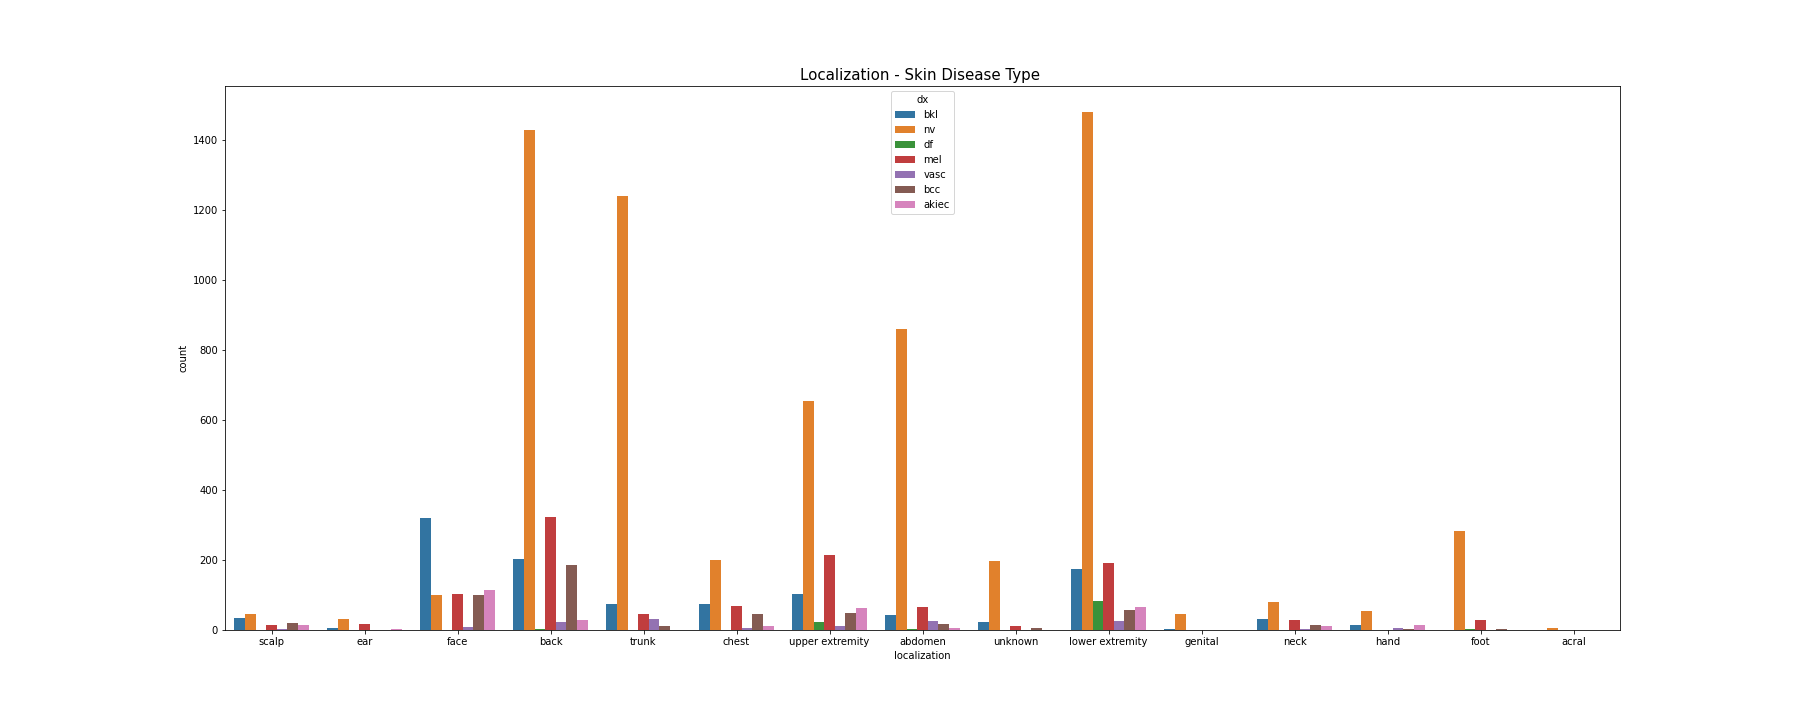 Localization - Skin Disease Type
dx
bkl
nv
df
mel
vasc
bcc
akiec
1400
1200
1000
800
600
400
200
0
count
scalp ear face back trunk chest upper extremity abdomen unknown lower extremity genital neck hand foot acral
localization